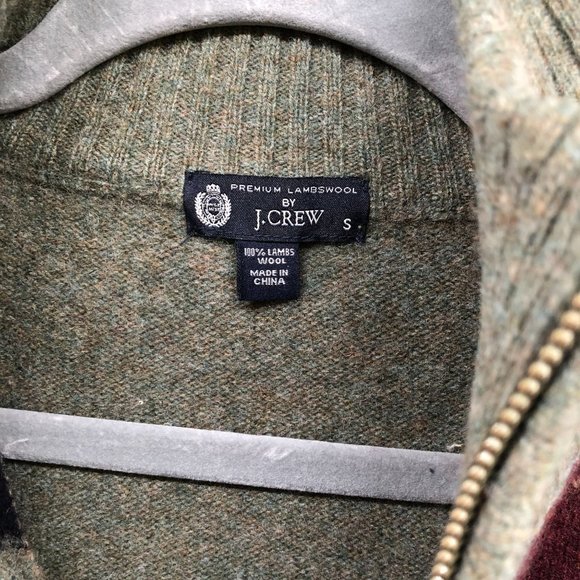 PREMIUM LAMBSWOOL
BY
J.CREW
S
100% LAMBS
WOOL
MADE IN
CHINA